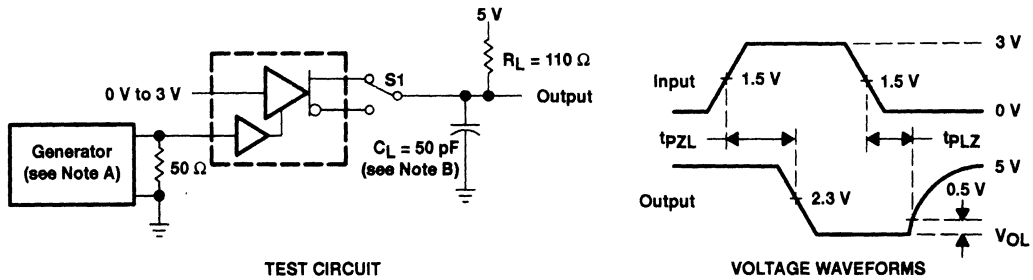 5 V
R_L = 110 Ω
S1
0 V to 3 V
Output
Generator
(see Note A)
50 Ω
C_L = 50 pF
(see Note B)
TEST CIRCUIT
3 V
Input
1.5 V
1.5 V
0 V
t_PZL
t_PLZ
5 V
0.5 V
Output
2.3 V
V_OL
VOLTAGE WAVEFORMS